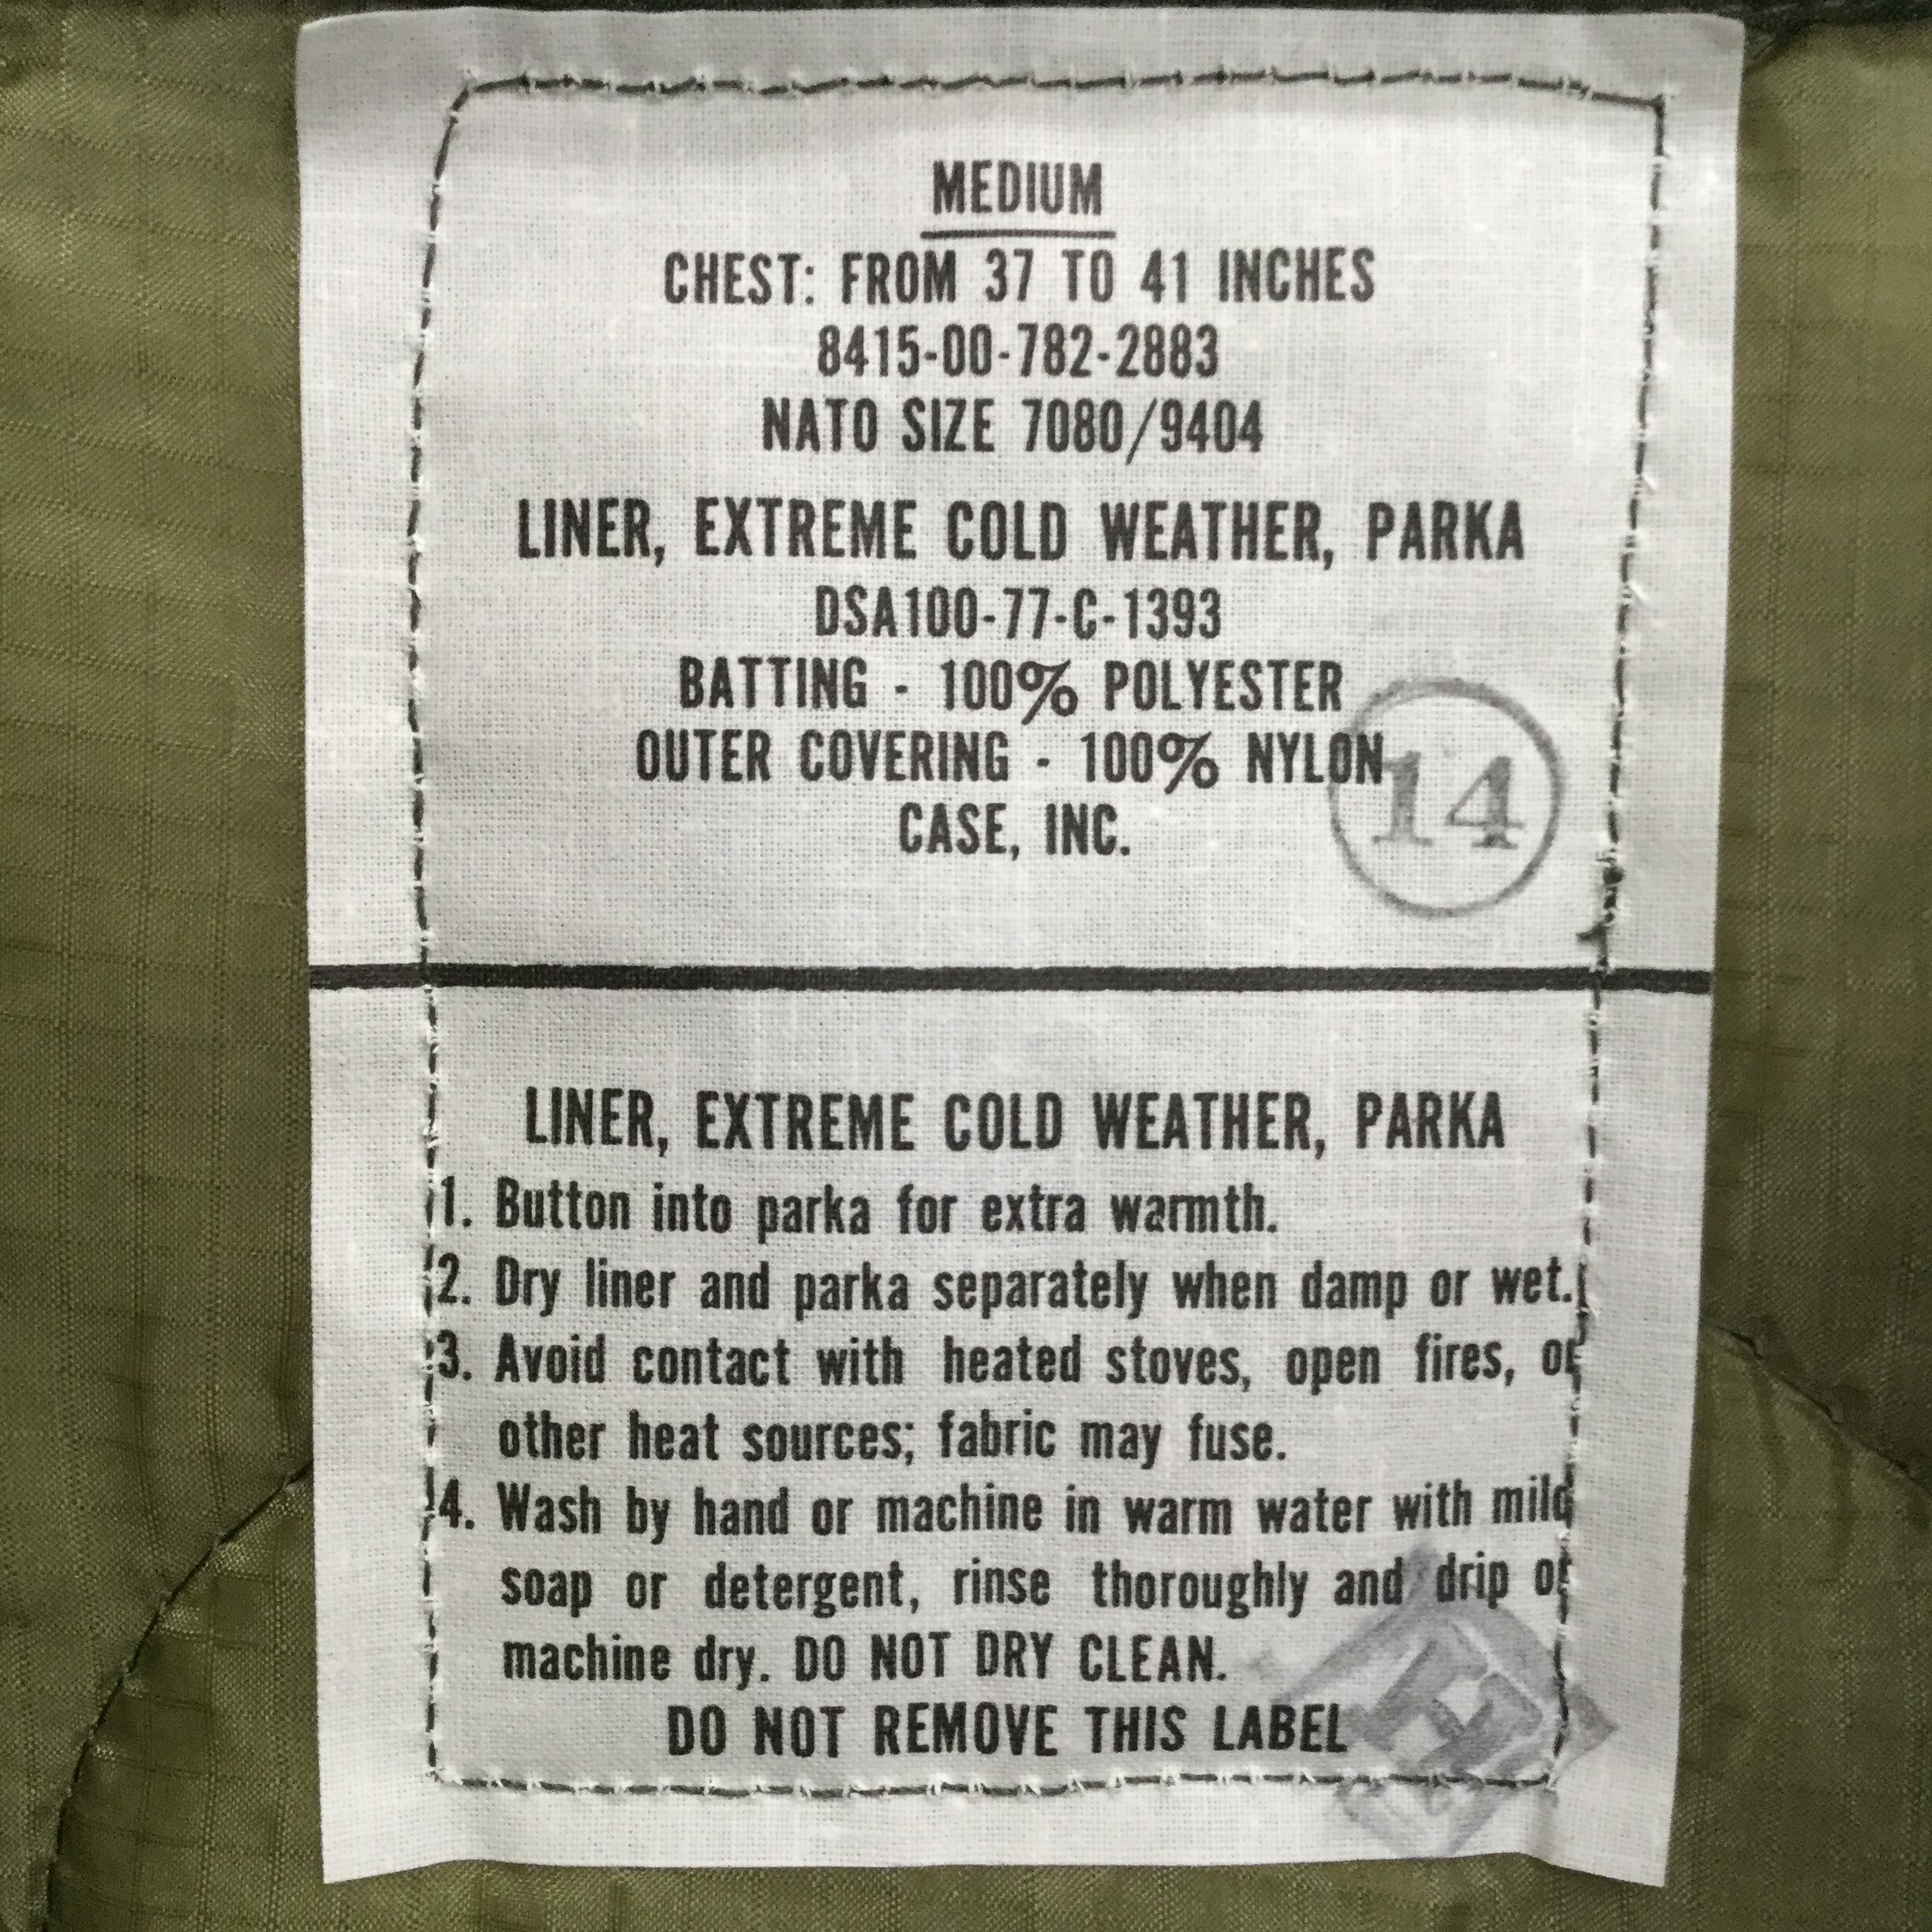 MEDIUM
CHEST: FROM 37 TO 41 INCHES
8415-00-782-2883
NATO SIZE 7080/9404
LINER, EXTREME COLD WEATHER, PARKA
DSA100-77-C-1393
BATTING - 100% POLYESTER
OUTER COVERING - 100% NYLON
14
CASE, INC.
LINER, EXTREME COLD WEATHER, PARKA
1. Button into parka for extra warmth.
2. Dry liner and parka separately when damp or wet.
3. Avoid contact with heated stoves, open fires, or
other heat sources; fabric may fuse.
4. Wash by hand or machine in warm water with mild
soap or detergent, rinse thoroughly and drip or
machine dry. DO NOT DRY CLEAN.
DO NOT REMOVE THIS LABEL